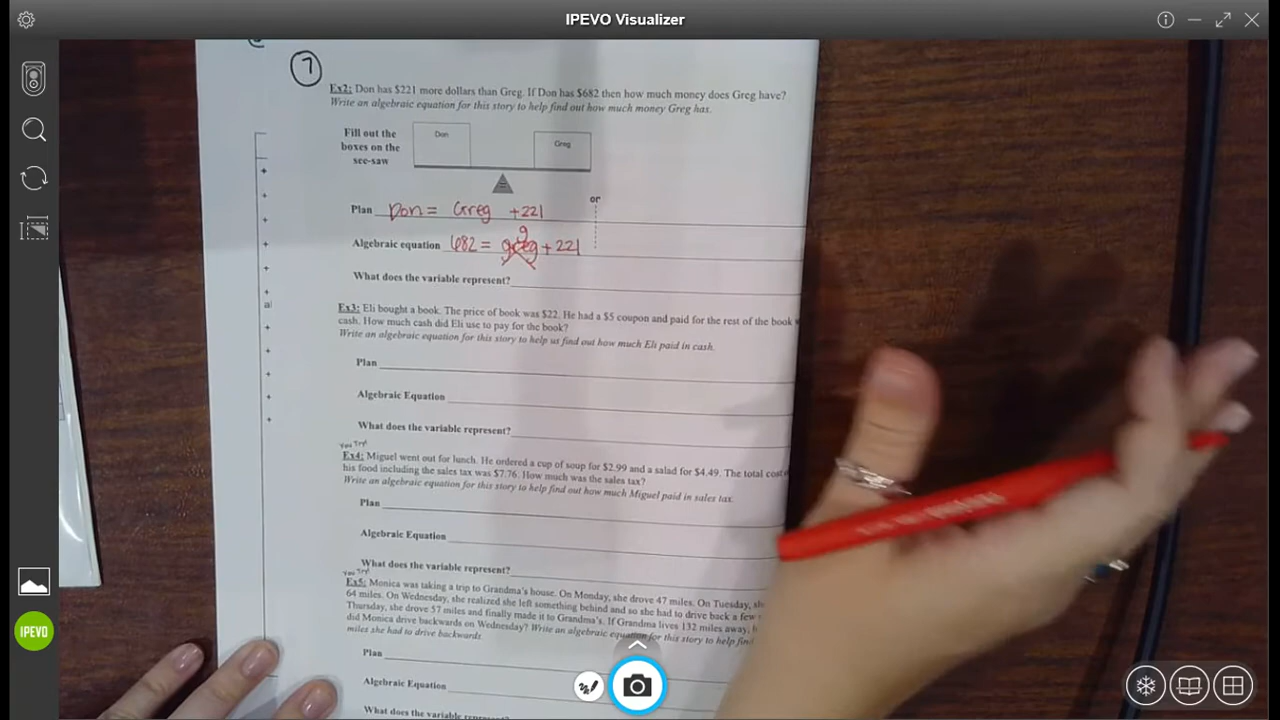 IPEVO Visualizer
7
Ex2: Don has $221 more dollars than Greg. If Don has $682 then how much money does Greg have?
Write an algebraic equation for this story to help find out how much money Greg has.
Fill out the
boxes on the
see-saw
Don
Greg
=
or
Plan Don = Greg +221
Algebraic equation 682 = greg g + 221
What does the variable represent?
Ex3: Eli bought a book. The price of book was $22. He had a $5 coupon and paid for the rest of the book
cash. How much cash did Eli use to pay for the book?
Write an algebraic equation for this story to help us find out how much Eli paid in cash.
Plan
Algebraic Equation
What does the variable represent?
You Try!
Ex4: Miguel went out for lunch. He ordered a cup of soup for $2.99 and a salad for $4.49. The total cost
his food including the sales tax was $7.76. How much was the sales tax?
Write an algebraic equation for this story to help find out how much Miguel paid in sales tax.
Plan
Algebraic Equation
What does the variable represent?
You Try!
Ex5: Monica was taking a trip to Grandma's house. On Monday, she drove 47 miles. On Tuesday, sh
64 miles. On Wednesday, she realized she left something behind and so she had to drive back a few
Thursday, she drove 57 miles and finally made it to Grandma's. If Grandma lives 132 miles away, h
did Monica drive backwards on Wednesday? Write an algebraic equation for this story to help find
miles she had to drive backwards.
Plan
Algebraic Equation
What does the variable represent?
IPEVO